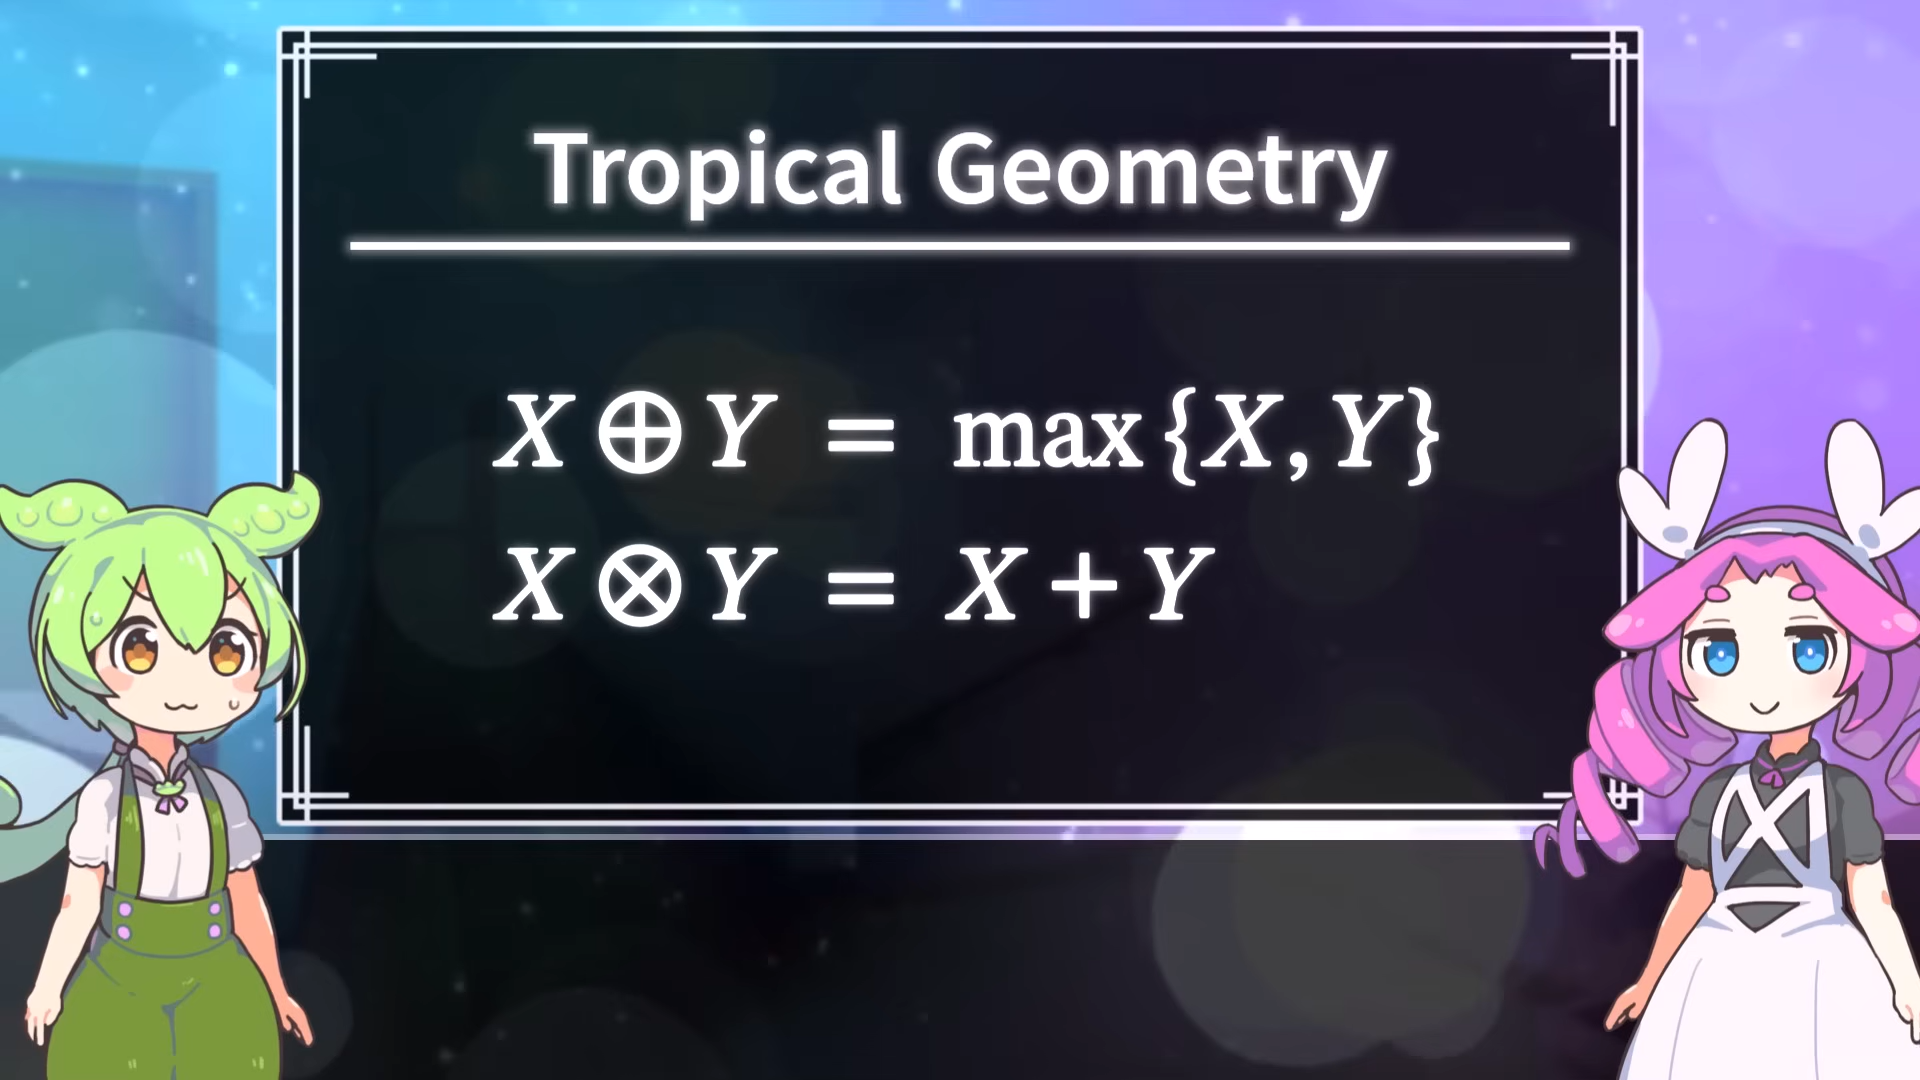 Tropical Geometry
X ⊕ Y = max{X, Y}
X ⊗ Y = X + Y